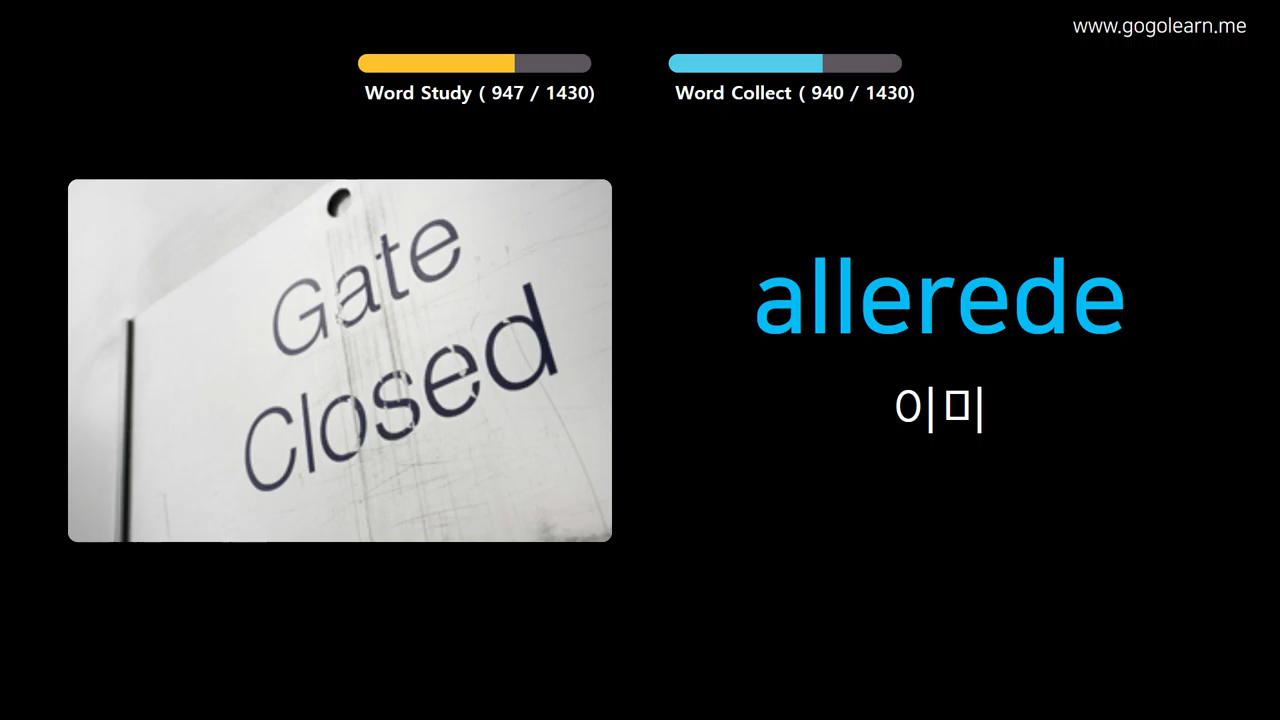 www.gogolearn.me
Word Study ( 947 / 1430)
Word Collect ( 940 / 1430)
Gate
Closed
allerede
이미